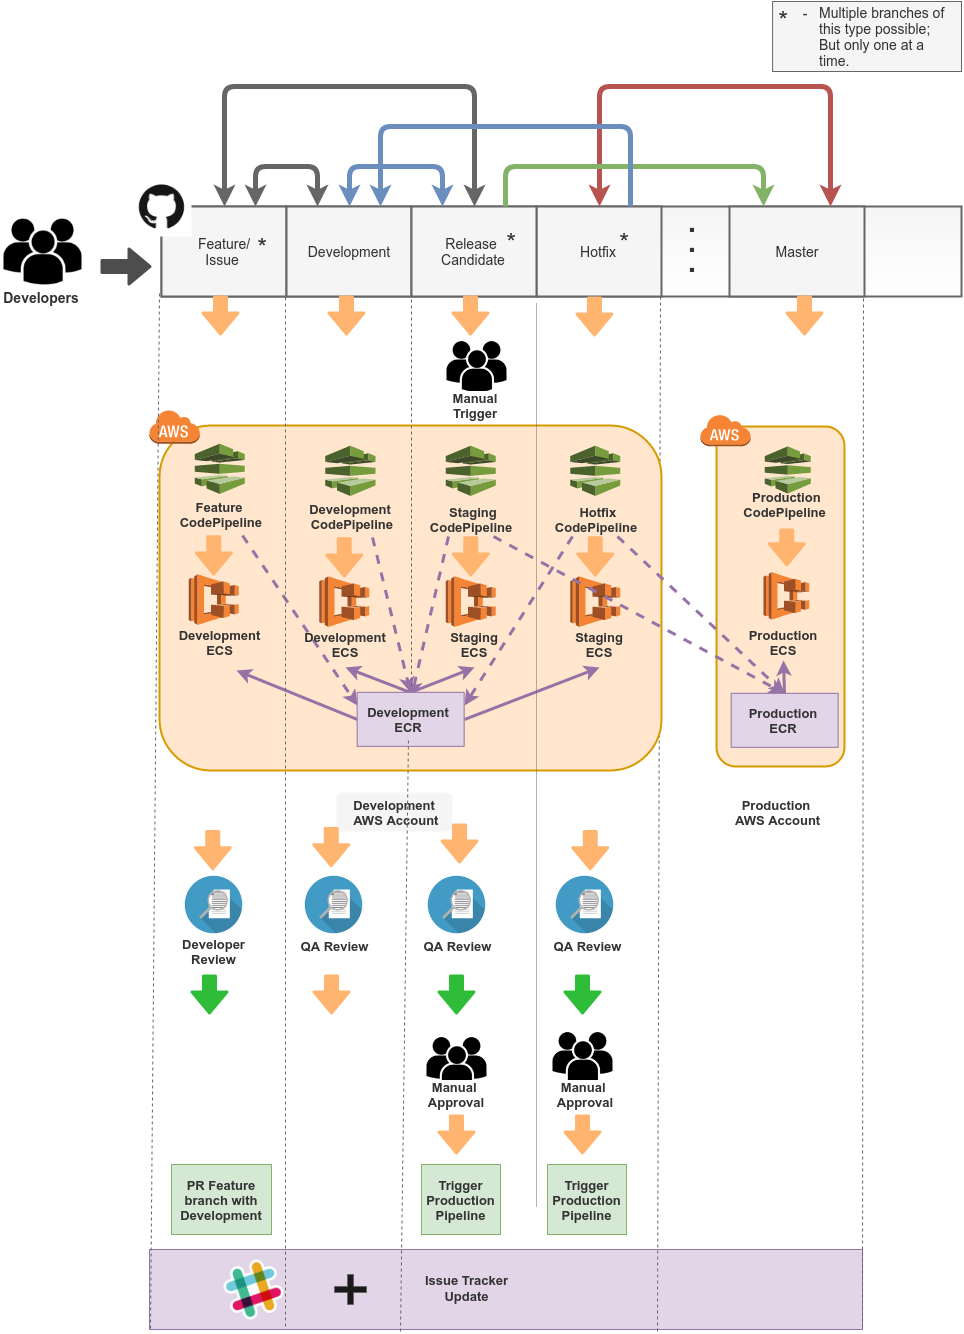 * - Multiple branches of
this type possible;
But only one at a
time.
Developers
Feature/ *
Issue
Development
Release *
Candidate
Hotfix *
Master
Manual
Trigger
AWS
AWS
Feature
CodePipeline
Development
CodePipeline
Staging
CodePipeline
Hotfix
CodePipeline
Production
CodePipeline
Development
ECS
Development
ECS
Staging
ECS
Staging
ECS
Production
ECS
Development
ECR
Production
ECR
Development
AWS Account
Production
AWS Account
Developer
Review
QA Review
QA Review
QA Review
Manual
Approval
Manual
Approval
PR Feature
branch with
Development
Trigger
Production
Pipeline
Trigger
Production
Pipeline
Issue Tracker
Update